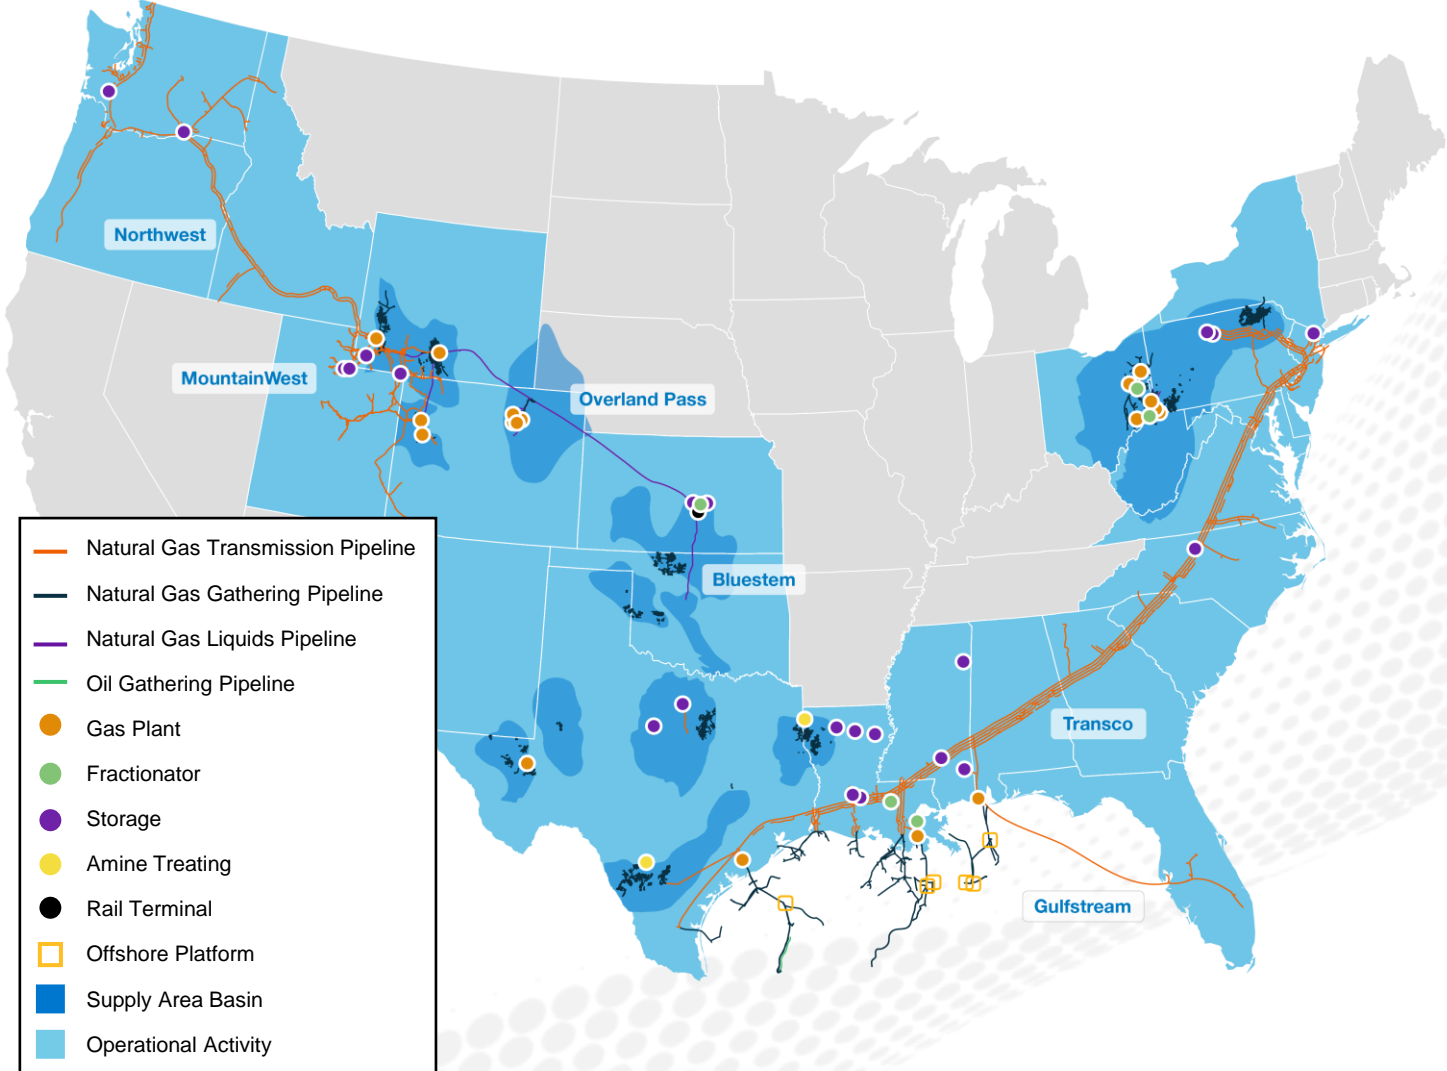 Northwest
MountainWest
Overland Pass
Bluestem
Transco
Gulfstream
Natural Gas Transmission Pipeline
Natural Gas Gathering Pipeline
Natural Gas Liquids Pipeline
Oil Gathering Pipeline
Gas Plant
Fractionator
Storage
Amine Treating
Rail Terminal
Offshore Platform
Supply Area Basin
Operational Activity